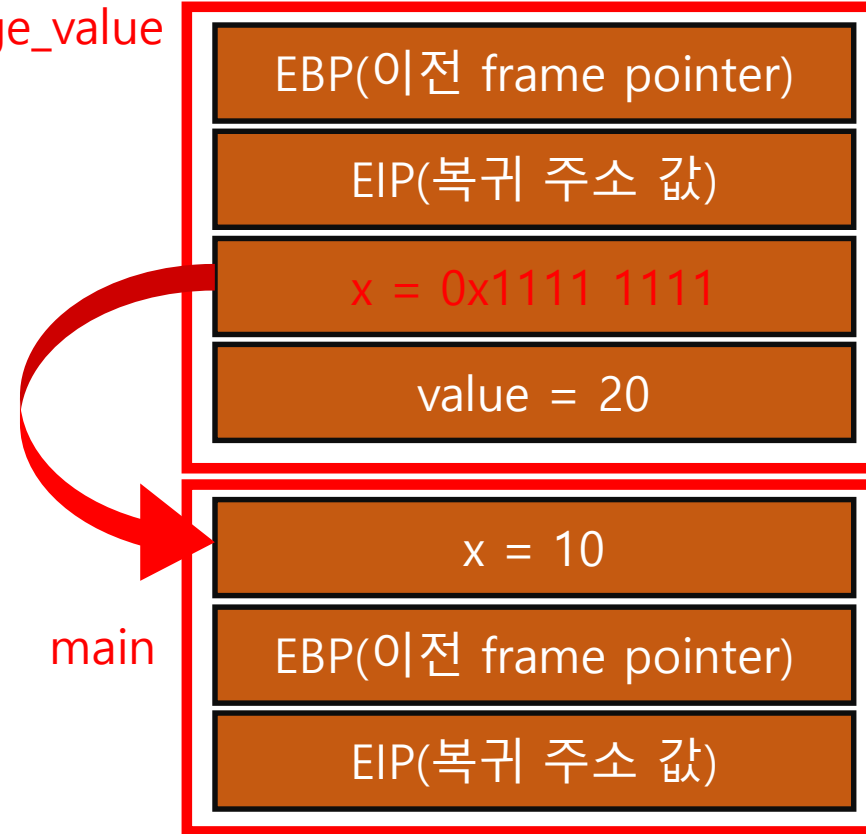 ge_value
EBP(이전 frame pointer)
EIP(복귀 주소 값)
x = 0x1111 1111
value = 20
x = 10
main
EBP(이전 frame pointer)
EIP(복귀 주소 값)